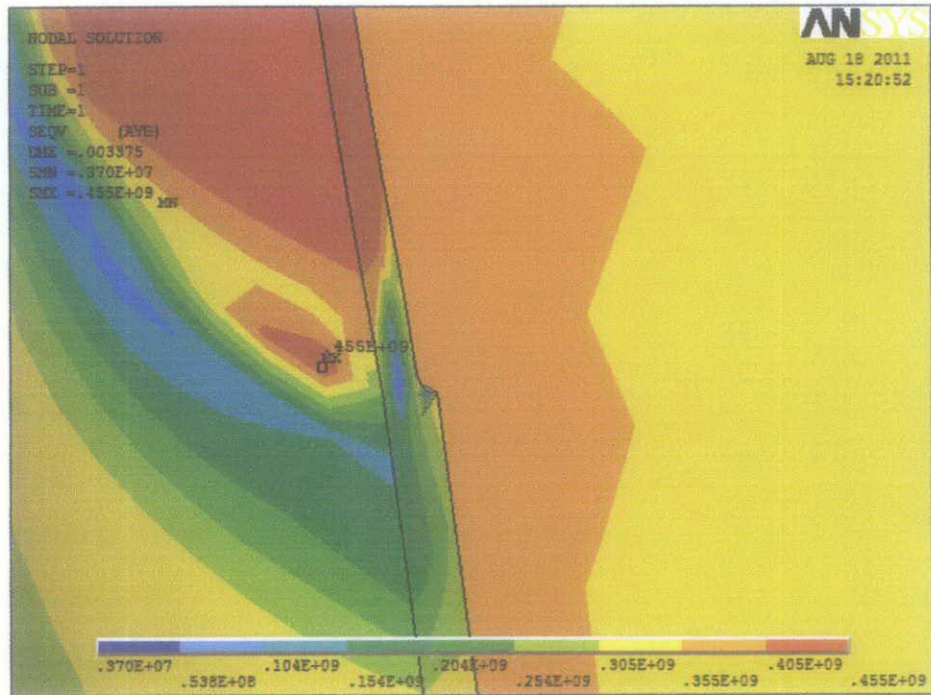 ANSYS
NODAL SOLUTION
AUG 18 2011
15:20:52
STEP=1
SUB =1
TIME=1
SEQV (AVG)
DMX =.003375
SMN =.370E+07
SMX =.455E+09
MN
.455E+09
.370E+07 .104E+09 .204E+09 .305E+09 .405E+09
.538E+08 .154E+09 .254E+09 .355E+09 .455E+09